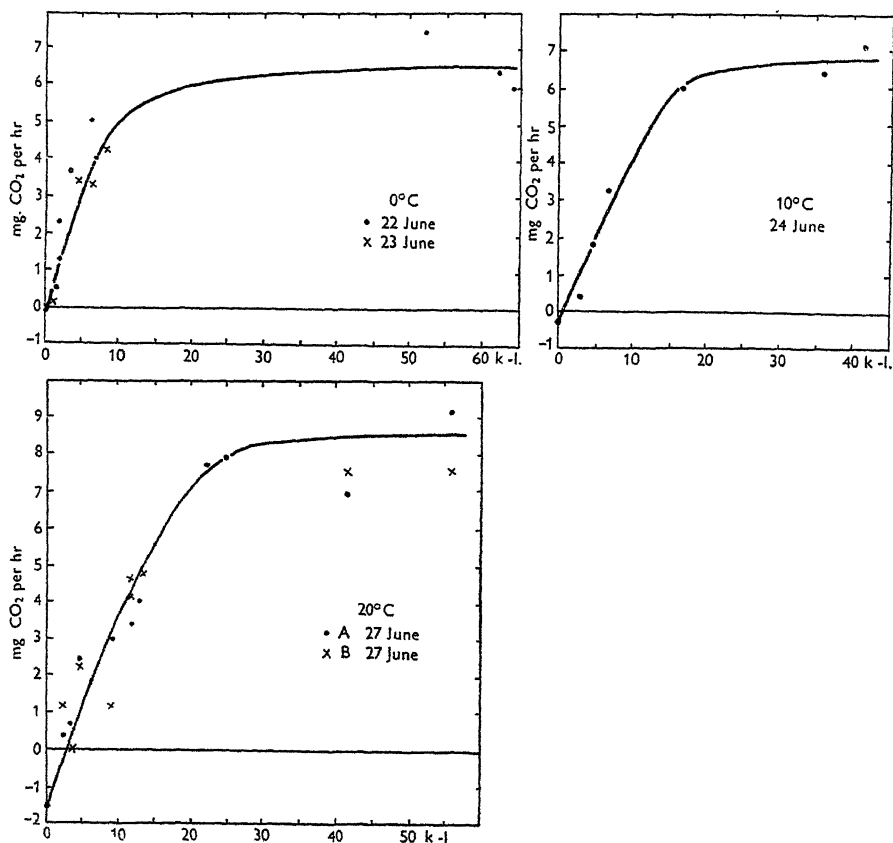 7
6
5
4
3
2
1
0
−1
mg. CO₂ per hr
0°C
• 22 June
× 23 June
0 10 20 30 40 50 60 k -l.
7
6
5
4
3
2
1
0
−1
mg CO₂ per hr
10°C
24 June
0 10 20 30 40 k -l.
9
8
7
6
5
4
3
2
1
0
−1
−2
mg CO₂ per hr
20°C
• A 27 June
× B 27 June
0 10 20 30 40 50 k -l